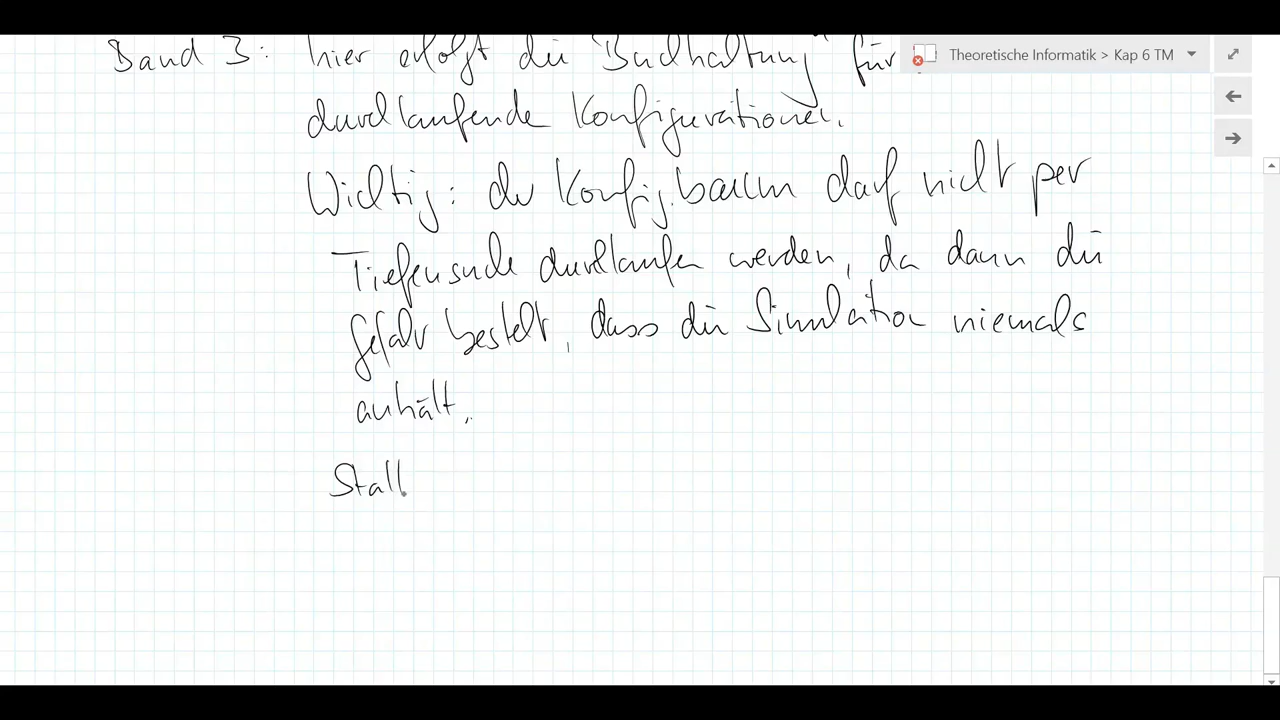 Band 3: hier erfolgt die "Buchhaltung" für
Theoretische Informatik > Kap 6 TM
durchlaufende Konfigurationen.
Wichtig: der Konfig.baum darf nicht per
Tiefensuche durchlaufen werden, da dann die
Gefahr besteht, dass die Simulation niemals
anhält.
Stall